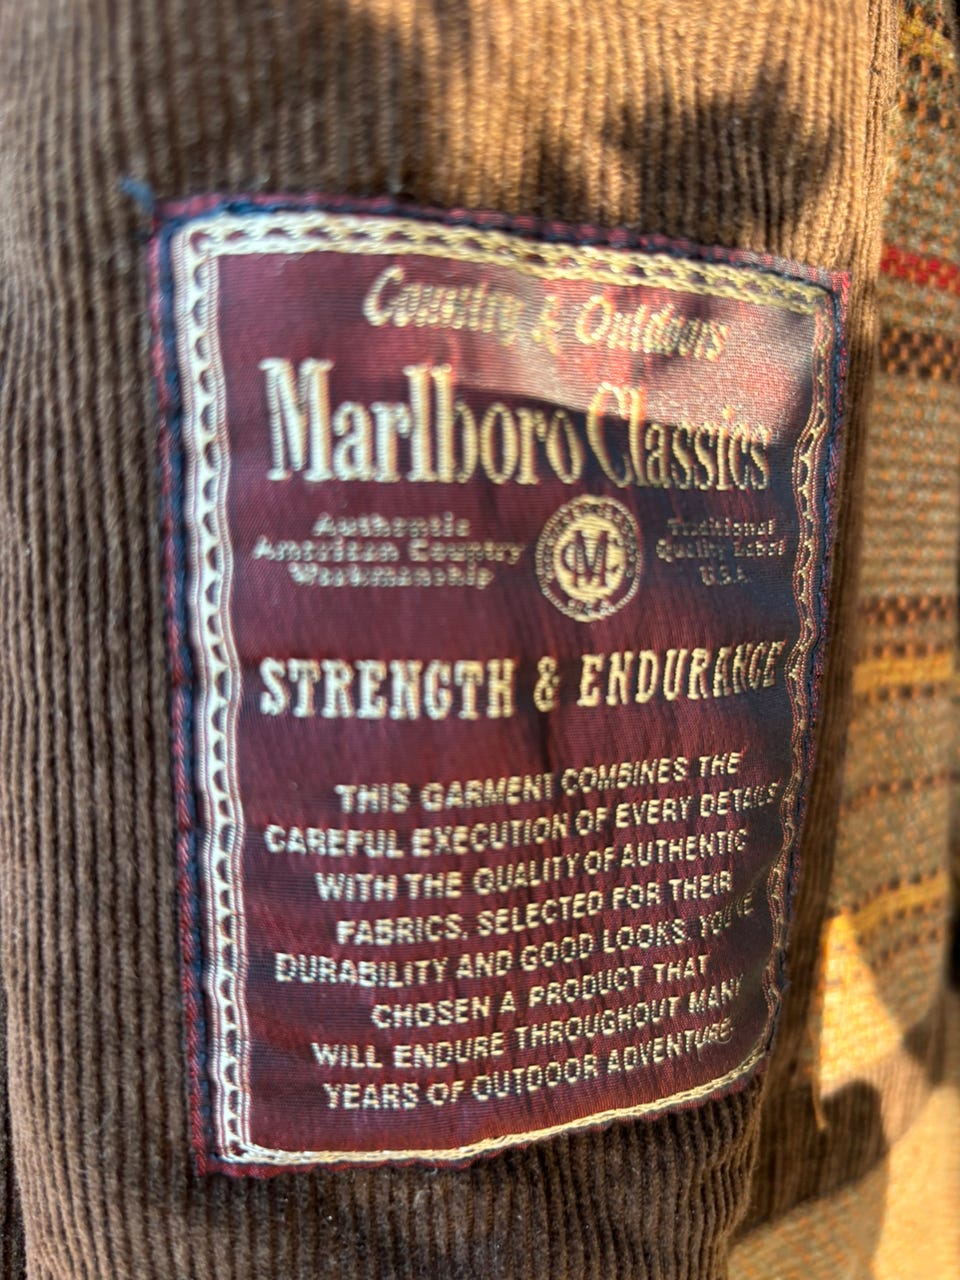 Country & Outdoors
Marlboro Classics
Authentic
American Country
Workmanship
CM
U.S.A.
Traditional
Quality Label
U.S.A.
STRENGTH & ENDURANCE
THIS GARMENT COMBINES THE
CAREFUL EXECUTION OF EVERY DETAILS
WITH THE QUALITY OF AUTHENTIC
FABRICS, SELECTED FOR THEIR
DURABILITY AND GOOD LOOKS. YOU'VE
CHOSEN A PRODUCT THAT
WILL ENDURE THROUGHOUT MANY
YEARS OF OUTDOOR ADVENTURE